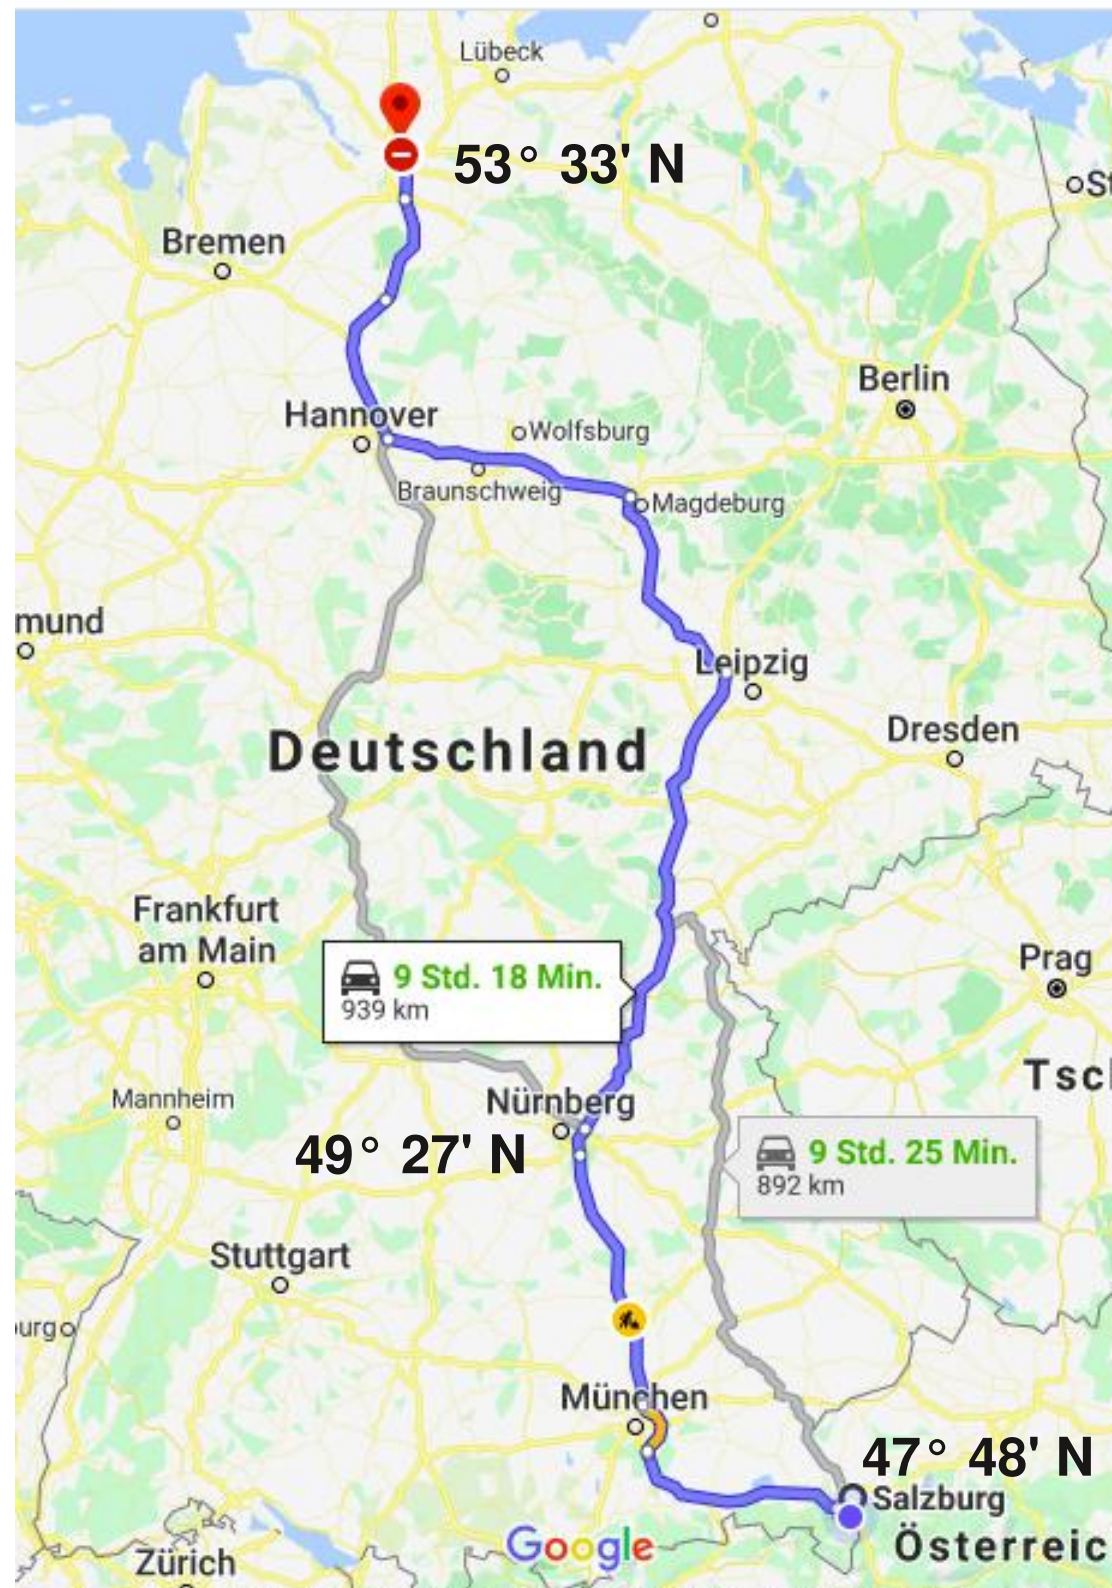 Lübeck
53° 33' N
St
Bremen
Berlin
Hannover
Wolfsburg
Braunschweig
Magdeburg
mund
Leipzig
Deutschland
Dresden
Frankfurt
am Main
9 Std. 18 Min.
939 km
Prag
Tscl
Mannheim
Nürnberg
49° 27' N
9 Std. 25 Min.
892 km
Stuttgart
urg
München
47° 48' N
Salzburg
Google
Österreic
Zürich